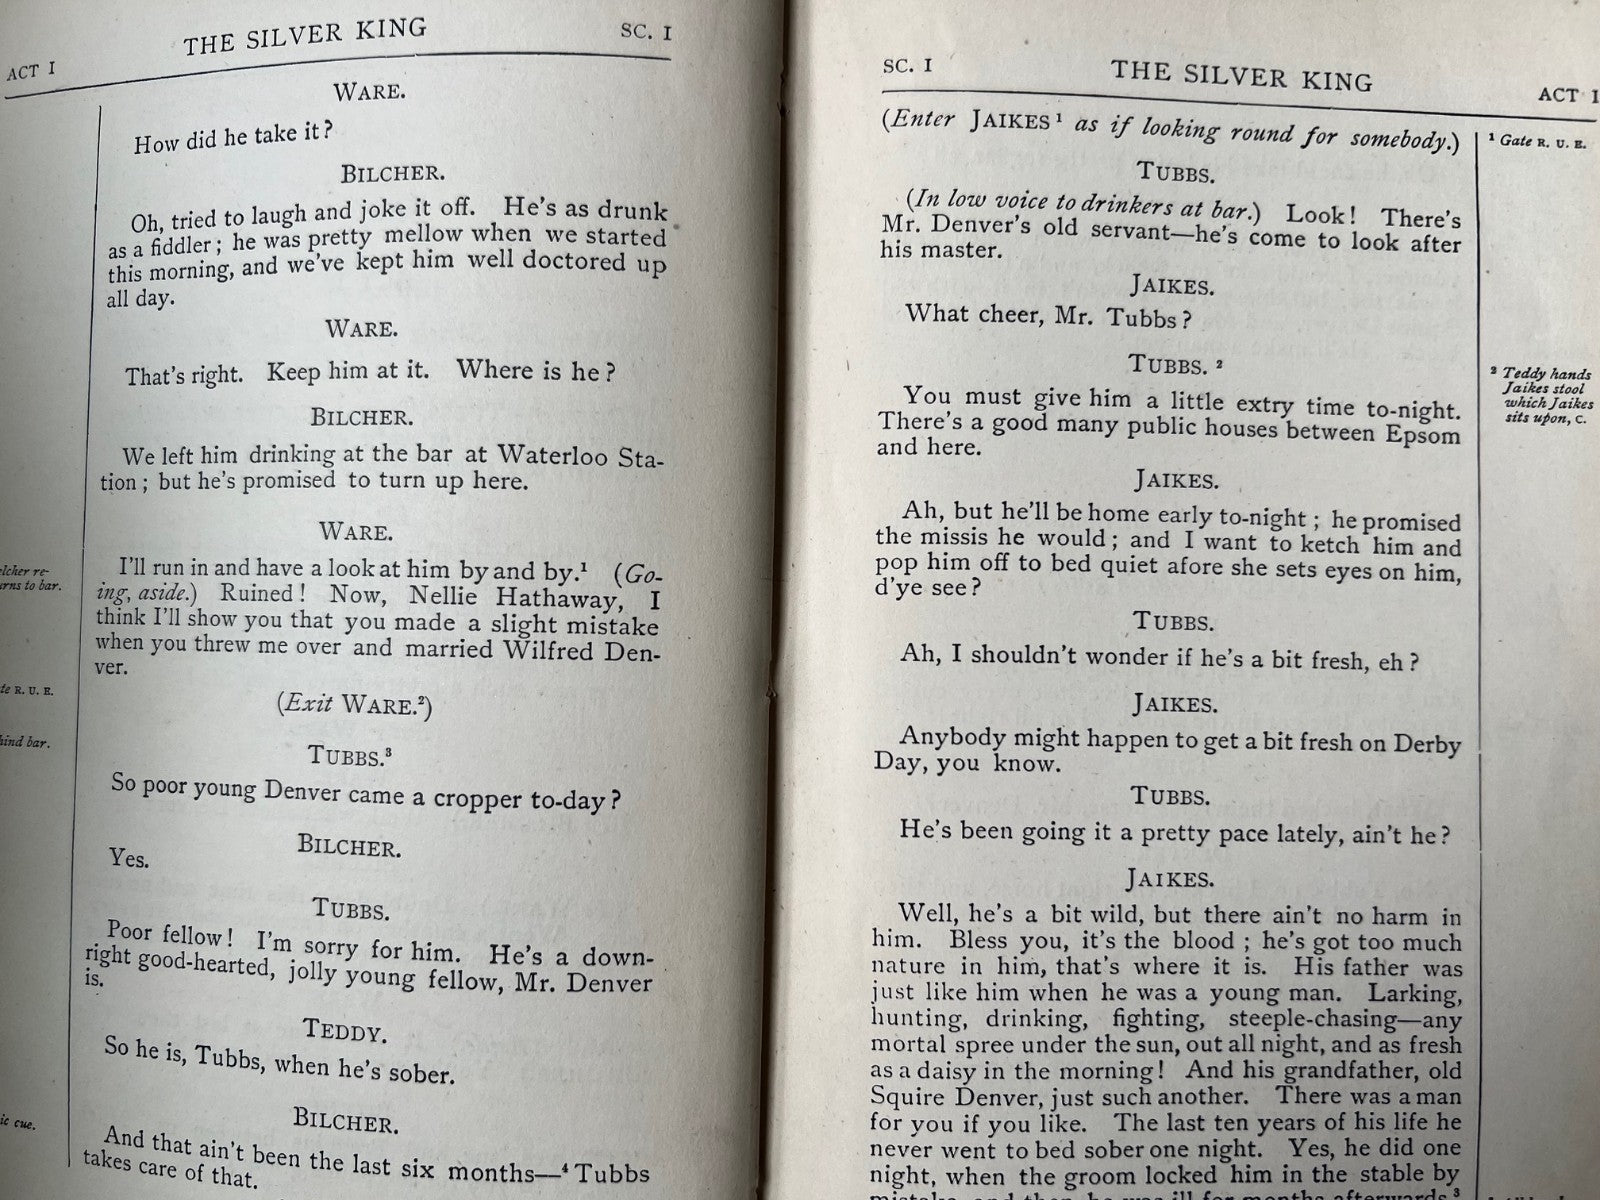 ACT I THE SILVER KING SC. I
WARE.
How did he take it?
BILCHER.
Oh, tried to laugh and joke it off. He's as drunk
as a fiddler; he was pretty mellow when we started
this morning, and we've kept him well doctored up
all day.
WARE.
That's right. Keep him at it. Where is he?
BILCHER.
We left him drinking at the bar at Waterloo Sta-
tion; but he's promised to turn up here.
WARE.
I'll run in and have a look at him by and by.¹ (Go-
ing, aside.) Ruined! Now, Nellie Hathaway, I
think I'll show you that you made a slight mistake
when you threw me over and married Wilfred Den-
ver.
(Exit WARE.²)
TUBBS.³
So poor young Denver came a cropper to-day?
BILCHER.
Yes.
TUBBS.
Poor fellow! I'm sorry for him. He's a down-
right good-hearted, jolly young fellow, Mr. Denver
is.
TEDDY.
So he is, Tubbs, when he's sober.
BILCHER.
And that ain't been the last six months—⁴Tubbs
takes care of that.
lcher re-
urns to bar.
te R. U. E.
hind bar.
ic cue.
SC. I THE SILVER KING ACT I
(Enter JAIKES¹ as if looking round for somebody.)
TUBBS.
(In low voice to drinkers at bar.) Look! There's
Mr. Denver's old servant—he's come to look after
his master.
JAIKES.
What cheer, Mr. Tubbs?
TUBBS.²
You must give him a little extry time to-night.
There's a good many public houses between Epsom
and here.
JAIKES.
Ah, but he'll be home early to-night; he promised
the missis he would; and I want to ketch him and
pop him off to bed quiet afore she sets eyes on him,
d'ye see?
TUBBS.
Ah, I shouldn't wonder if he's a bit fresh, eh?
JAIKES.
Anybody might happen to get a bit fresh on Derby
Day, you know.
TUBBS.
He's been going it a pretty pace lately, ain't he?
JAIKES.
Well, he's a bit wild, but there ain't no harm in
him. Bless you, it's the blood; he's got too much
nature in him, that's where it is. His father was
just like him when he was a young man. Larking,
hunting, drinking, fighting, steeple-chasing—any
mortal spree under the sun, out all night, and as fresh
as a daisy in the morning! And his grandfather, old
Squire Denver, just such another. There was a man
for you if you like. The last ten years of his life he
never went to bed sober one night. Yes, he did one
night, when the groom locked him in the stable by
mistake, and then he was ill for months afterwards.³
¹ Gate R. U. E.
² Teddy hands
Jaikes stool
which Jaikes
sits upon, C.